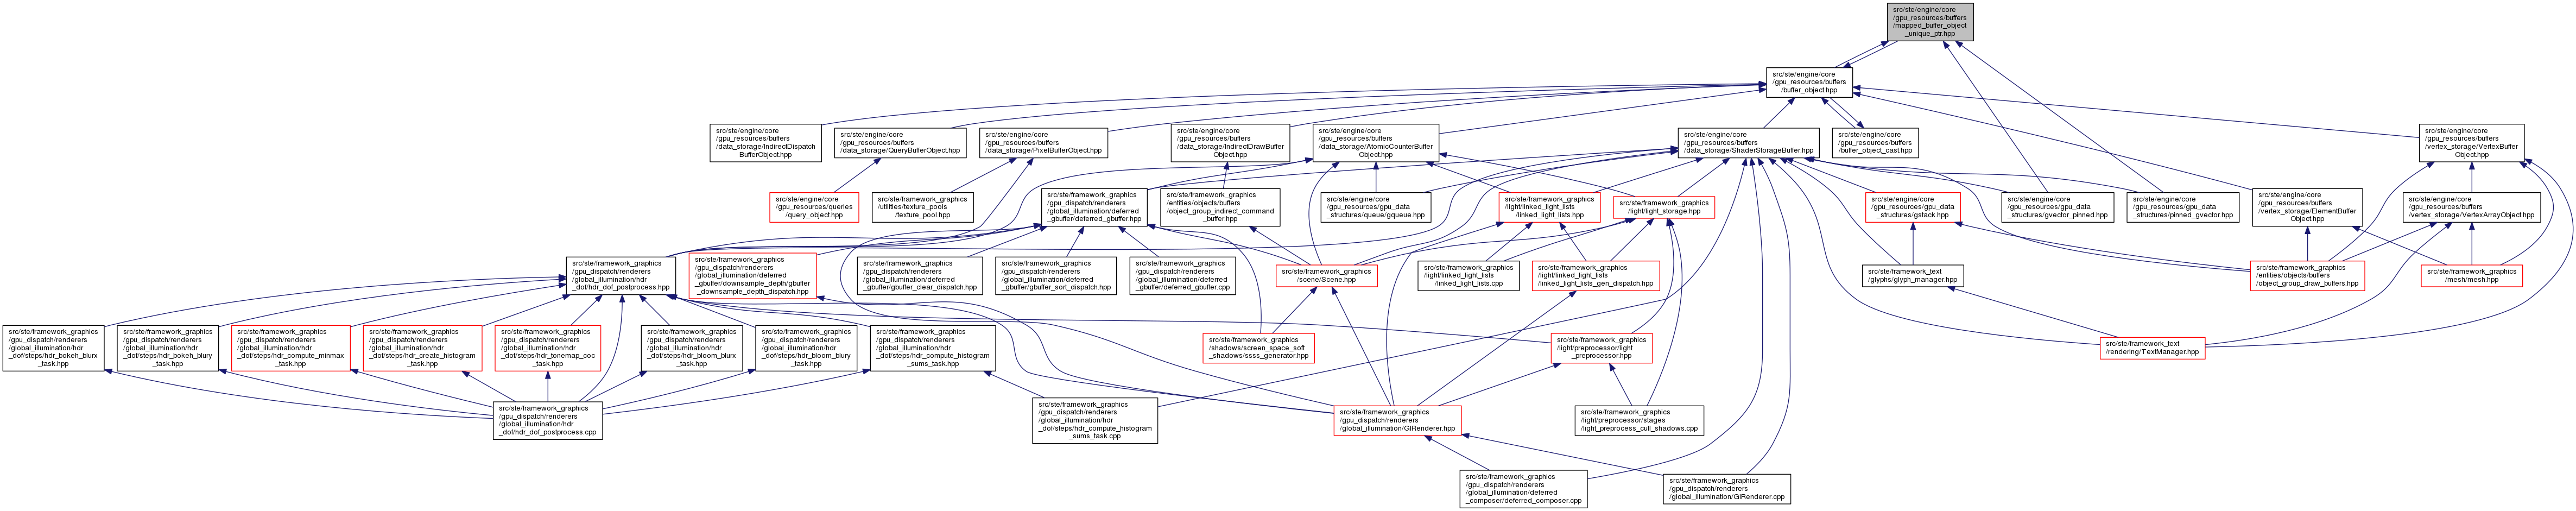 src/ste/engine/core
/gpu_resources/buffers
/mapped_buffer_object
_unique_ptr.hpp
src/ste/engine/core
/gpu_resources/buffers
/buffer_object.hpp
src/ste/engine/core
/gpu_resources/buffers
/data_storage/IndirectDispatch
BufferObject.hpp
src/ste/engine/core
/gpu_resources/buffers
/data_storage/QueryBufferObject.hpp
src/ste/engine/core
/gpu_resources/buffers
/data_storage/PixelBufferObject.hpp
src/ste/engine/core
/gpu_resources/buffers
/data_storage/IndirectDrawBuffer
Object.hpp
src/ste/engine/core
/gpu_resources/buffers
/data_storage/AtomicCounterBuffer
Object.hpp
src/ste/engine/core
/gpu_resources/buffers
/data_storage/ShaderStorageBuffer.hpp
src/ste/engine/core
/gpu_resources/buffers
/buffer_object_cast.hpp
src/ste/engine/core
/gpu_resources/buffers
/vertex_storage/VertexBuffer
Object.hpp
src/ste/engine/core
/gpu_resources/queries
/query_object.hpp
src/ste/framework_graphics
/utilities/texture_pools
/texture_pool.hpp
src/ste/framework_graphics
/gpu_dispatch/renderers
/global_illumination/deferred
_gbuffer/deferred_gbuffer.hpp
src/ste/framework_graphics
/entities/objects/buffers
/object_group_indirect_command
_buffer.hpp
src/ste/engine/core
/gpu_resources/gpu_data
_structures/queue/gqueue.hpp
src/ste/framework_graphics
/light/linked_light_lists
/linked_light_lists.hpp
src/ste/framework_graphics
/light/light_storage.hpp
src/ste/engine/core
/gpu_resources/gpu_data
_structures/gstack.hpp
src/ste/engine/core
/gpu_resources/gpu_data
_structures/gvector_pinned.hpp
src/ste/engine/core
/gpu_resources/gpu_data
_structures/pinned_gvector.hpp
src/ste/engine/core
/gpu_resources/buffers
/vertex_storage/ElementBuffer
Object.hpp
src/ste/engine/core
/gpu_resources/buffers
/vertex_storage/VertexArrayObject.hpp
src/ste/framework_graphics
/gpu_dispatch/renderers
/global_illumination/hdr
_dof/hdr_dof_postprocess.hpp
src/ste/framework_graphics
/gpu_dispatch/renderers
/global_illumination/deferred
_gbuffer/downsample_depth/gbuffer
_downsample_depth_dispatch.hpp
src/ste/framework_graphics
/gpu_dispatch/renderers
/global_illumination/deferred
_gbuffer/gbuffer_clear_dispatch.hpp
src/ste/framework_graphics
/gpu_dispatch/renderers
/global_illumination/deferred
_gbuffer/gbuffer_sort_dispatch.hpp
src/ste/framework_graphics
/gpu_dispatch/renderers
/global_illumination/deferred
_gbuffer/deferred_gbuffer.cpp
src/ste/framework_graphics
/scene/Scene.hpp
src/ste/framework_graphics
/light/linked_light_lists
/linked_light_lists.cpp
src/ste/framework_graphics
/light/linked_light_lists
/linked_light_lists_gen_dispatch.hpp
src/ste/framework_text
/glyphs/glyph_manager.hpp
src/ste/framework_graphics
/entities/objects/buffers
/object_group_draw_buffers.hpp
src/ste/framework_graphics
/mesh/mesh.hpp
src/ste/framework_graphics
/gpu_dispatch/renderers
/global_illumination/hdr
_dof/steps/hdr_bokeh_blurx
_task.hpp
src/ste/framework_graphics
/gpu_dispatch/renderers
/global_illumination/hdr
_dof/steps/hdr_bokeh_blury
_task.hpp
src/ste/framework_graphics
/gpu_dispatch/renderers
/global_illumination/hdr
_dof/steps/hdr_compute_minmax
_task.hpp
src/ste/framework_graphics
/gpu_dispatch/renderers
/global_illumination/hdr
_dof/steps/hdr_create_histogram
_task.hpp
src/ste/framework_graphics
/gpu_dispatch/renderers
/global_illumination/hdr
_dof/steps/hdr_tonemap_coc
_task.hpp
src/ste/framework_graphics
/gpu_dispatch/renderers
/global_illumination/hdr
_dof/steps/hdr_bloom_blurx
_task.hpp
src/ste/framework_graphics
/gpu_dispatch/renderers
/global_illumination/hdr
_dof/steps/hdr_bloom_blury
_task.hpp
src/ste/framework_graphics
/gpu_dispatch/renderers
/global_illumination/hdr
_dof/steps/hdr_compute_histogram
_sums_task.hpp
src/ste/framework_graphics
/shadows/screen_space_soft
_shadows/ssss_generator.hpp
src/ste/framework_graphics
/light/preprocessor/light
_preprocessor.hpp
src/ste/framework_text
/rendering/TextManager.hpp
src/ste/framework_graphics
/gpu_dispatch/renderers
/global_illumination/hdr
_dof/hdr_dof_postprocess.cpp
src/ste/framework_graphics
/gpu_dispatch/renderers
/global_illumination/hdr
_dof/steps/hdr_compute_histogram
_sums_task.cpp
src/ste/framework_graphics
/gpu_dispatch/renderers
/global_illumination/GIRenderer.hpp
src/ste/framework_graphics
/light/preprocessor/stages
/light_preprocess_cull_shadows.cpp
src/ste/framework_graphics
/gpu_dispatch/renderers
/global_illumination/deferred
_composer/deferred_composer.cpp
src/ste/framework_graphics
/gpu_dispatch/renderers
/global_illumination/GIRenderer.cpp